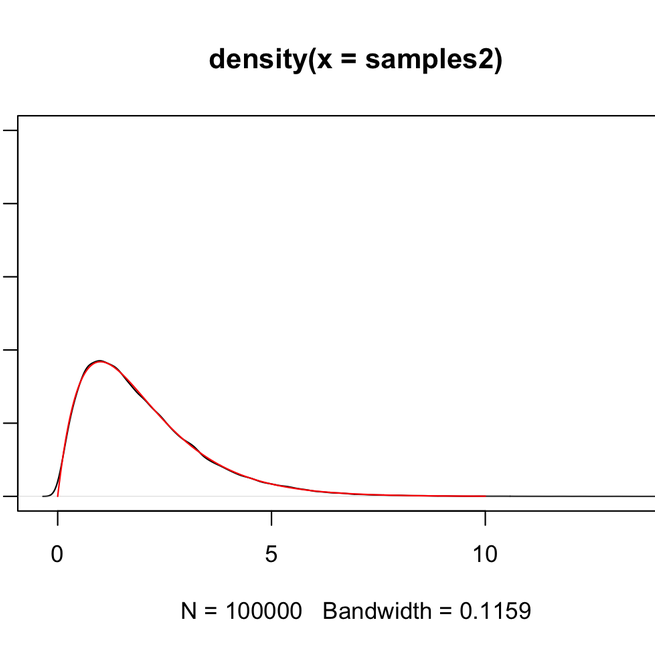 density(x = samples2)
0 5 10
N = 100000 Bandwidth = 0.1159